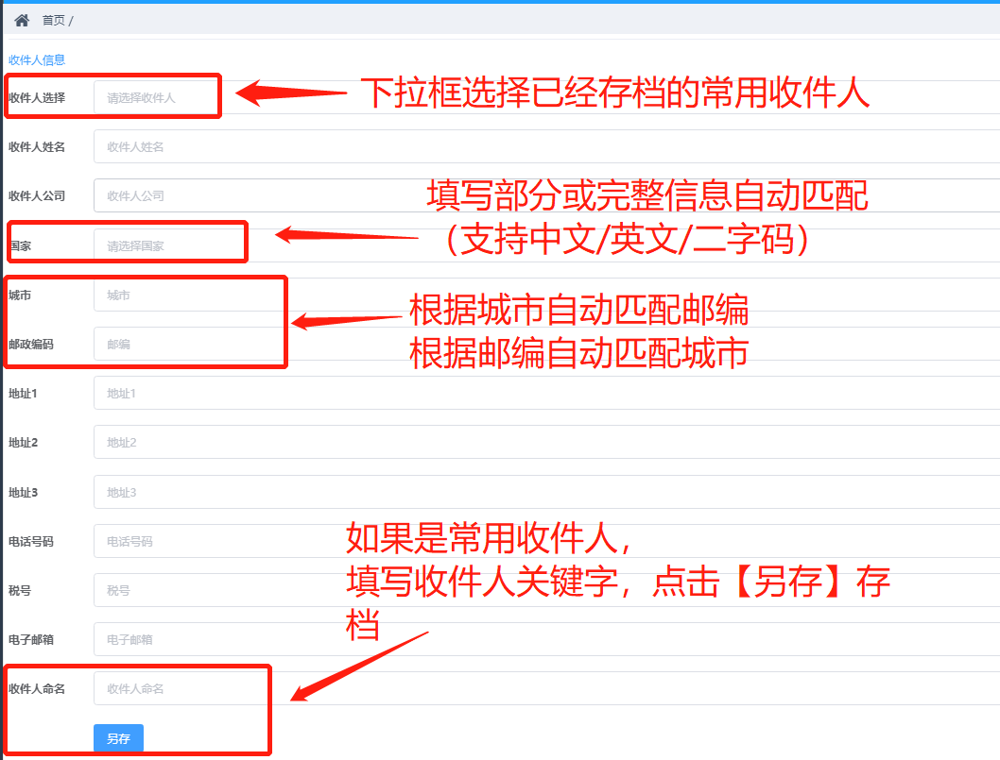 首页 /
收件人信息
收件人选择 请选择收件人
下拉框选择已经存档的常用收件人
收件人姓名 收件人姓名
收件人公司 收件人公司
填写部分或完整信息自动匹配
（支持中文/英文/二字码）
国家 请选择国家
城市 城市
根据城市自动匹配邮编
邮政编码 邮编
根据邮编自动匹配城市
地址1 地址1
地址2 地址2
地址3 地址3
电话号码 电话号码
如果是常用收件人，
填写收件人关键字，点击【另存】存
档
税号 税号
电子邮箱 电子邮箱
收件人命名 收件人命名
另存